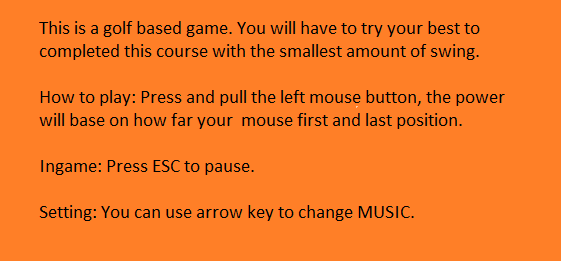 This is a golf based game. You will have to try your best to
completed this course with the smallest amount of swing.
How to play: Press and pull the left mouse button, the power
will base on how far your  mouse first and last position.
Ingame: Press ESC to pause.
Setting: You can use arrow key to change MUSIC.